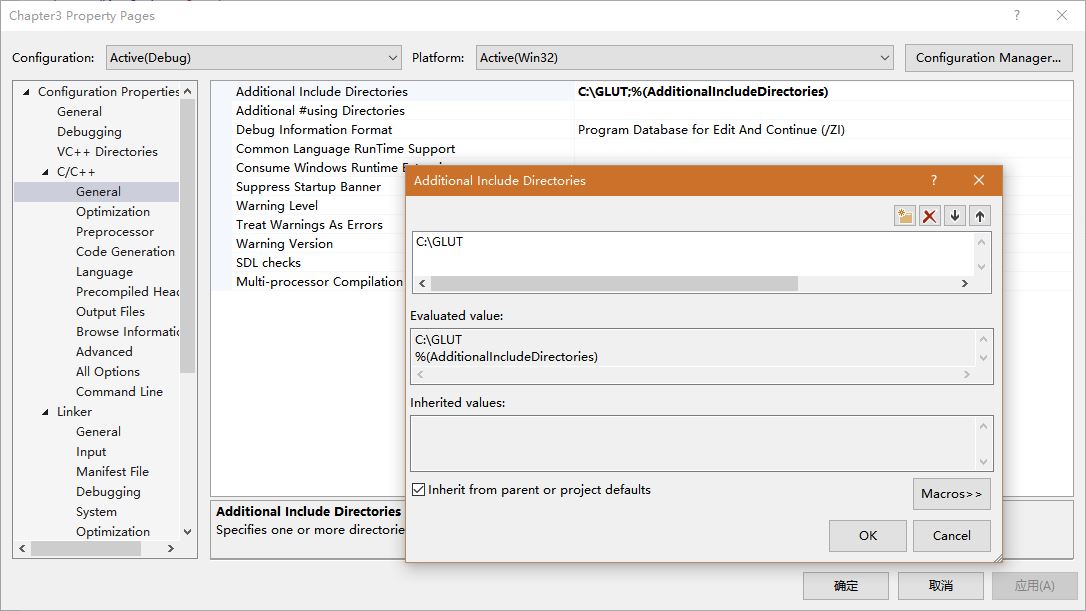 Chapter3 Property Pages
Configuration: Active(Debug) Platform: Active(Win32) Configuration Manager...
Configuration Properties
General
Debugging
VC++ Directories
C/C++
General
Optimization
Preprocessor
Code Generation
Language
Precompiled Head
Output Files
Browse Informatio
Advanced
All Options
Command Line
Linker
General
Input
Manifest File
Debugging
System
Optimization
Additional Include Directories C:\GLUT;%(AdditionalIncludeDirectories)
Additional #using Directories
Debug Information Format Program Database for Edit And Continue (/ZI)
Common Language RunTime Support
Consume Windows Runtime
Suppress Startup Banner
Warning Level
Treat Warnings As Errors
Warning Version
SDL checks
Multi-processor Compilation
Additional Include Directories
Specifies one or more directorie
Additional Include Directories
C:\GLUT
Evaluated value:
C:\GLUT
%(AdditionalIncludeDirectories)
Inherited values:
Inherit from parent or project defaults
Macros>>
OK Cancel
确定 取消 应用(A)